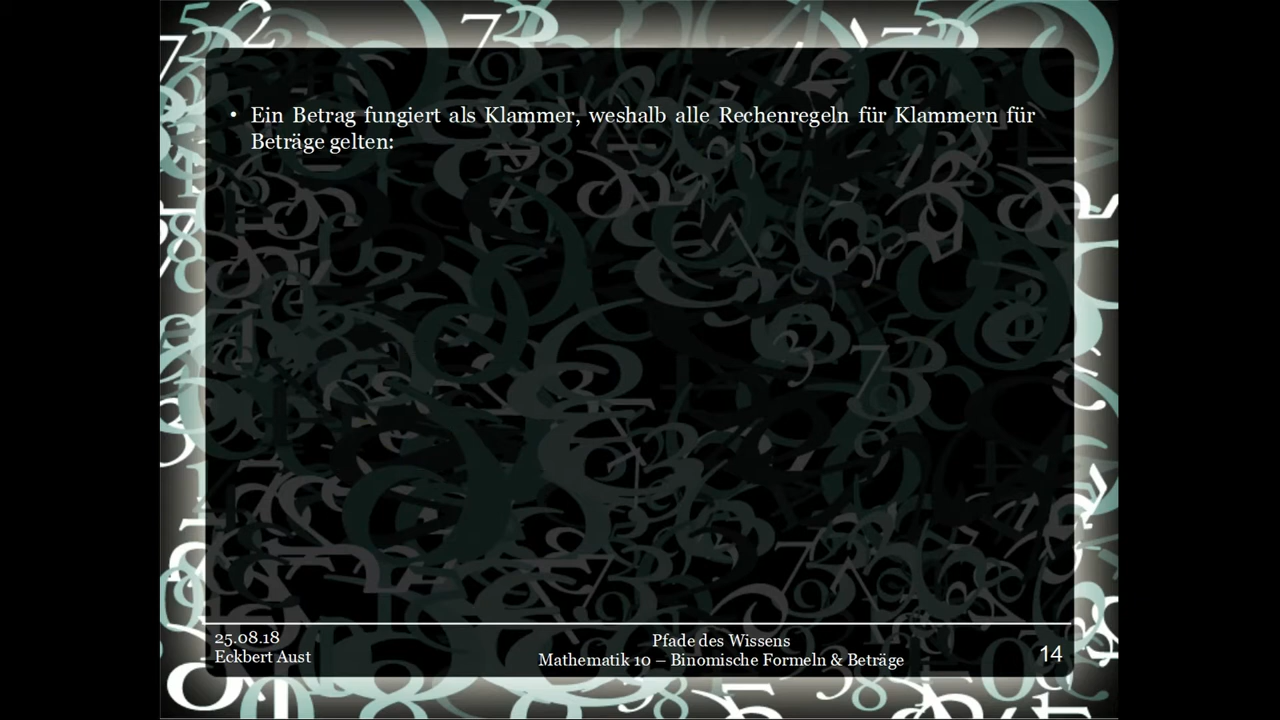 • Ein Betrag fungiert als Klammer, weshalb alle Rechenregeln für Klammern für
Beträge gelten:
25.08.18
Eckbert Aust
Pfade des Wissens
Mathematik 10 – Binomische Formeln & Beträge
14